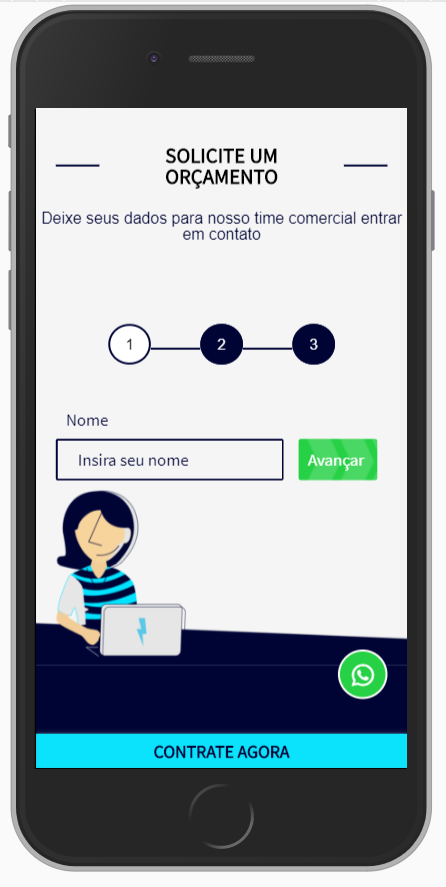 SOLICITE UM
ORÇAMENTO
Deixe seus dados para nosso time comercial entrar
em contato
1 2 3
Nome
Insira seu nome Avançar
CONTRATE AGORA